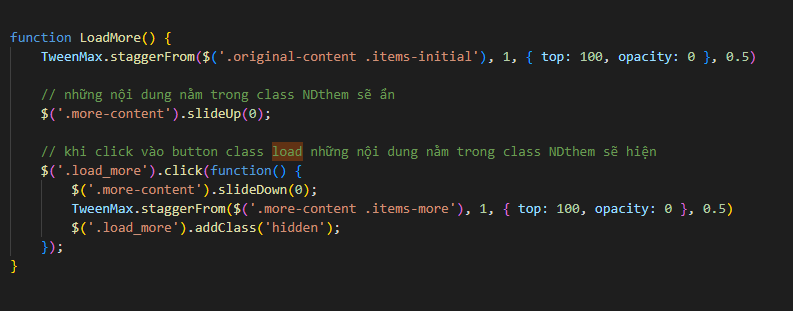 function LoadMore() {
TweenMax.staggerFrom($('.original-content .items-initial'), 1, { top: 100, opacity: 0 }, 0.5)
// những nội dung nằm trong class NDthem sẽ ẩn
$('.more-content').slideUp(0);
// khi click vào button class load những nội dung nằm trong class NDthem sẽ hiện
$('.load_more').click(function() {
$('.more-content').slideDown(0);
TweenMax.staggerFrom($('.more-content .items-more'), 1, { top: 100, opacity: 0 }, 0.5)
$('.load_more').addClass('hidden');
});
}